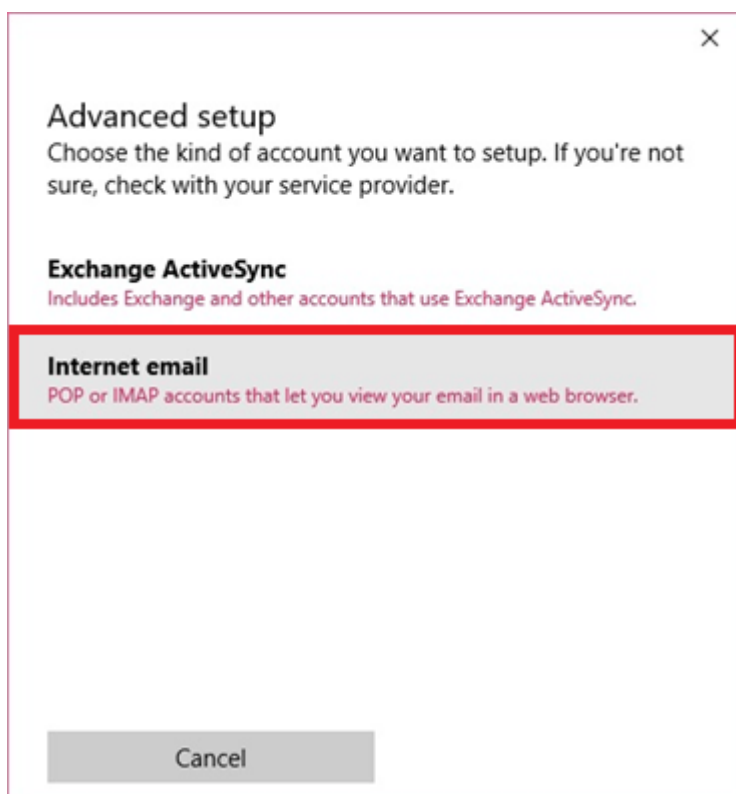 Advanced setup
Choose the kind of account you want to setup. If you're not
sure, check with your service provider.
Exchange ActiveSync
Includes Exchange and other accounts that use Exchange ActiveSync.
Internet email
POP or IMAP accounts that let you view your email in a web browser.
Cancel